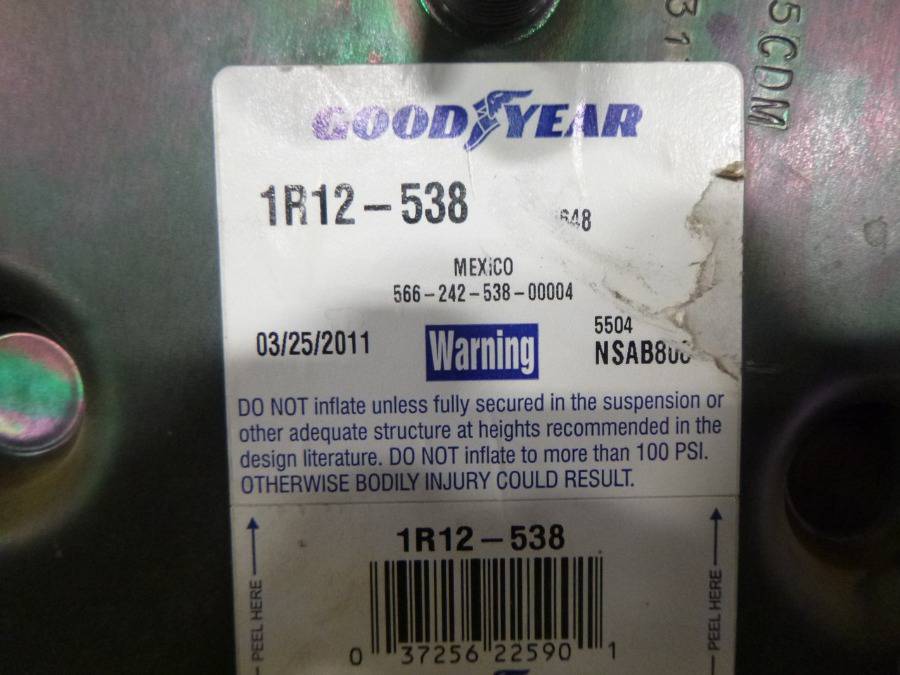 5CDM
31
GOODYEAR
1R12-538
648
MEXICO
566-242-538-00004
03/25/2011
Warning
5504
DO NOT inflate unless fully secured in the suspension or
other adequate structure at heights recommended in the
design literature. DO NOT inflate to more than 100 PSI.
OTHERWISE BODILY INJURY COULD RESULT.
PEEL HERE
1R12-538
PEEL HERE
0 37256 22590 1